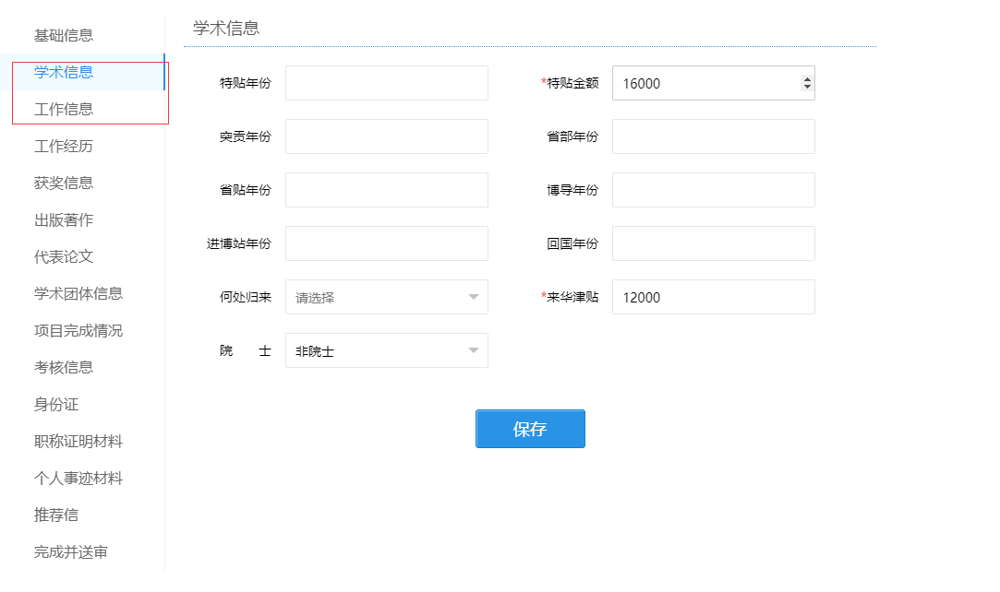 基础信息
学术信息
工作信息
工作经历
获奖信息
出版著作
代表论文
学术团体信息
项目完成情况
考核信息
身份证
职称证明材料
个人事迹材料
推荐信
完成并送审
学术信息
特贴年份
*特贴金额 16000
突贡年份
省部年份
省贴年份
博导年份
进博站年份
回国年份
何处归来 请选择
*来华津贴 12000
院 士 非院士
保存